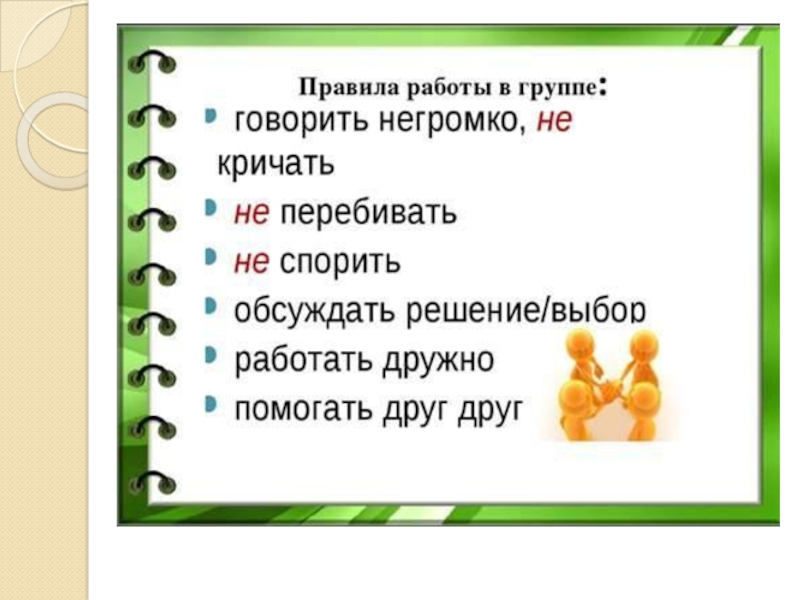 Правила работы в группе:
говорить негромко, не
кричать
не перебивать
не спорить
обсуждать решение/выбор
работать дружно
помогать друг друг